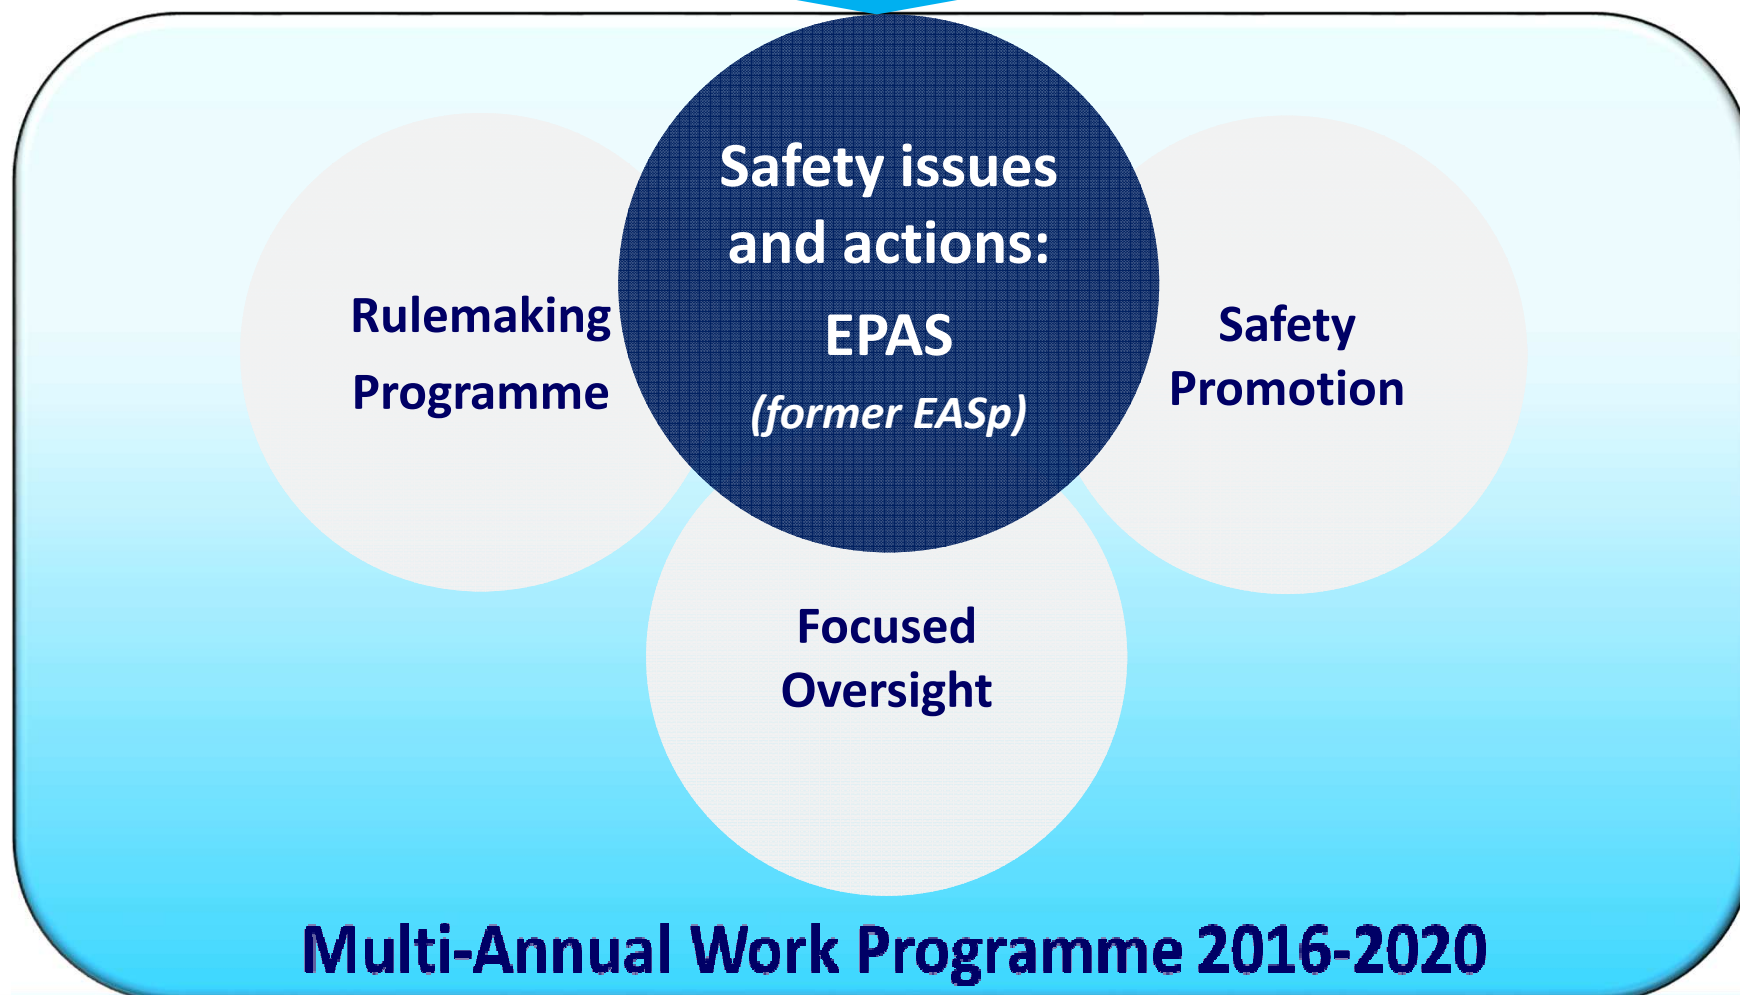 Safety issues
and actions:
EPAS
(former EASp)
Rulemaking
Programme
Safety
Promotion
Focused
Oversight
Multi-Annual Work Programme 2016-2020